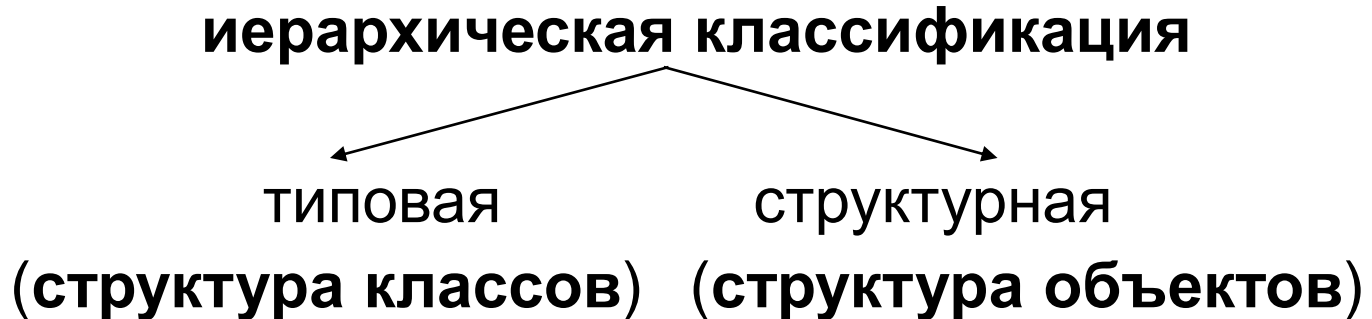 иерархическая классификация
типовая структурная
(структура классов) (структура объектов)